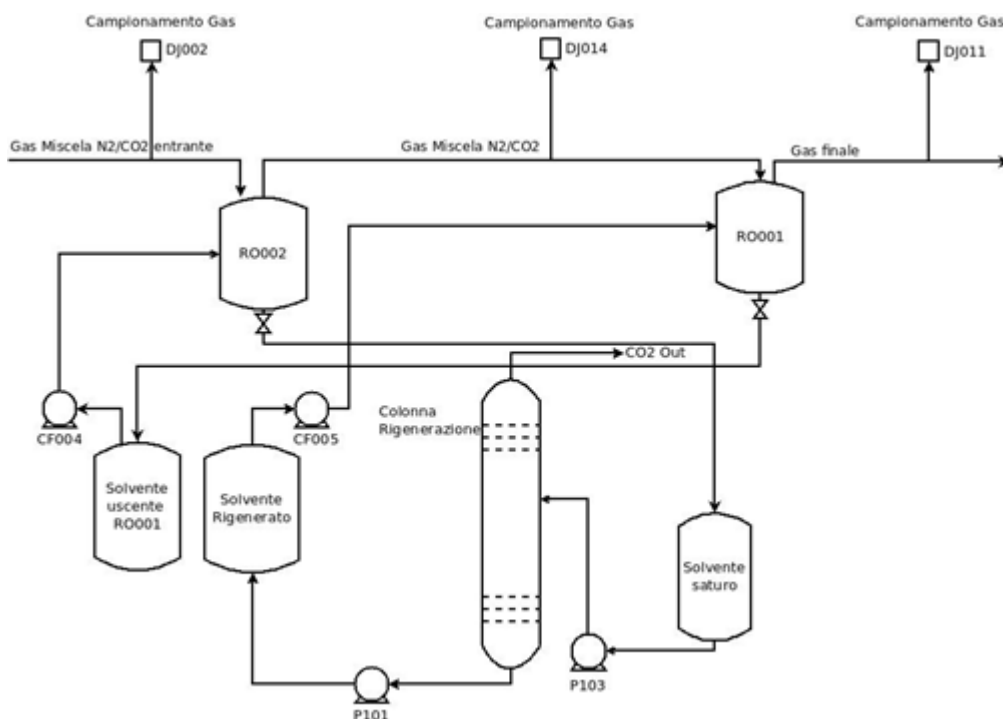 Campionamento Gas
DJ002
Campionamento Gas
DJ014
Campionamento Gas
DJ011
Gas Miscela N2/CO2 entrante
Gas Miscela N2/CO2
Gas finale
RO002
RO001
CO2 Out
Colonna
Rigenerazione
CF004
CF005
Solvente
uscente
RO001
Solvente
Rigenerato
Solvente
saturo
P103
P101